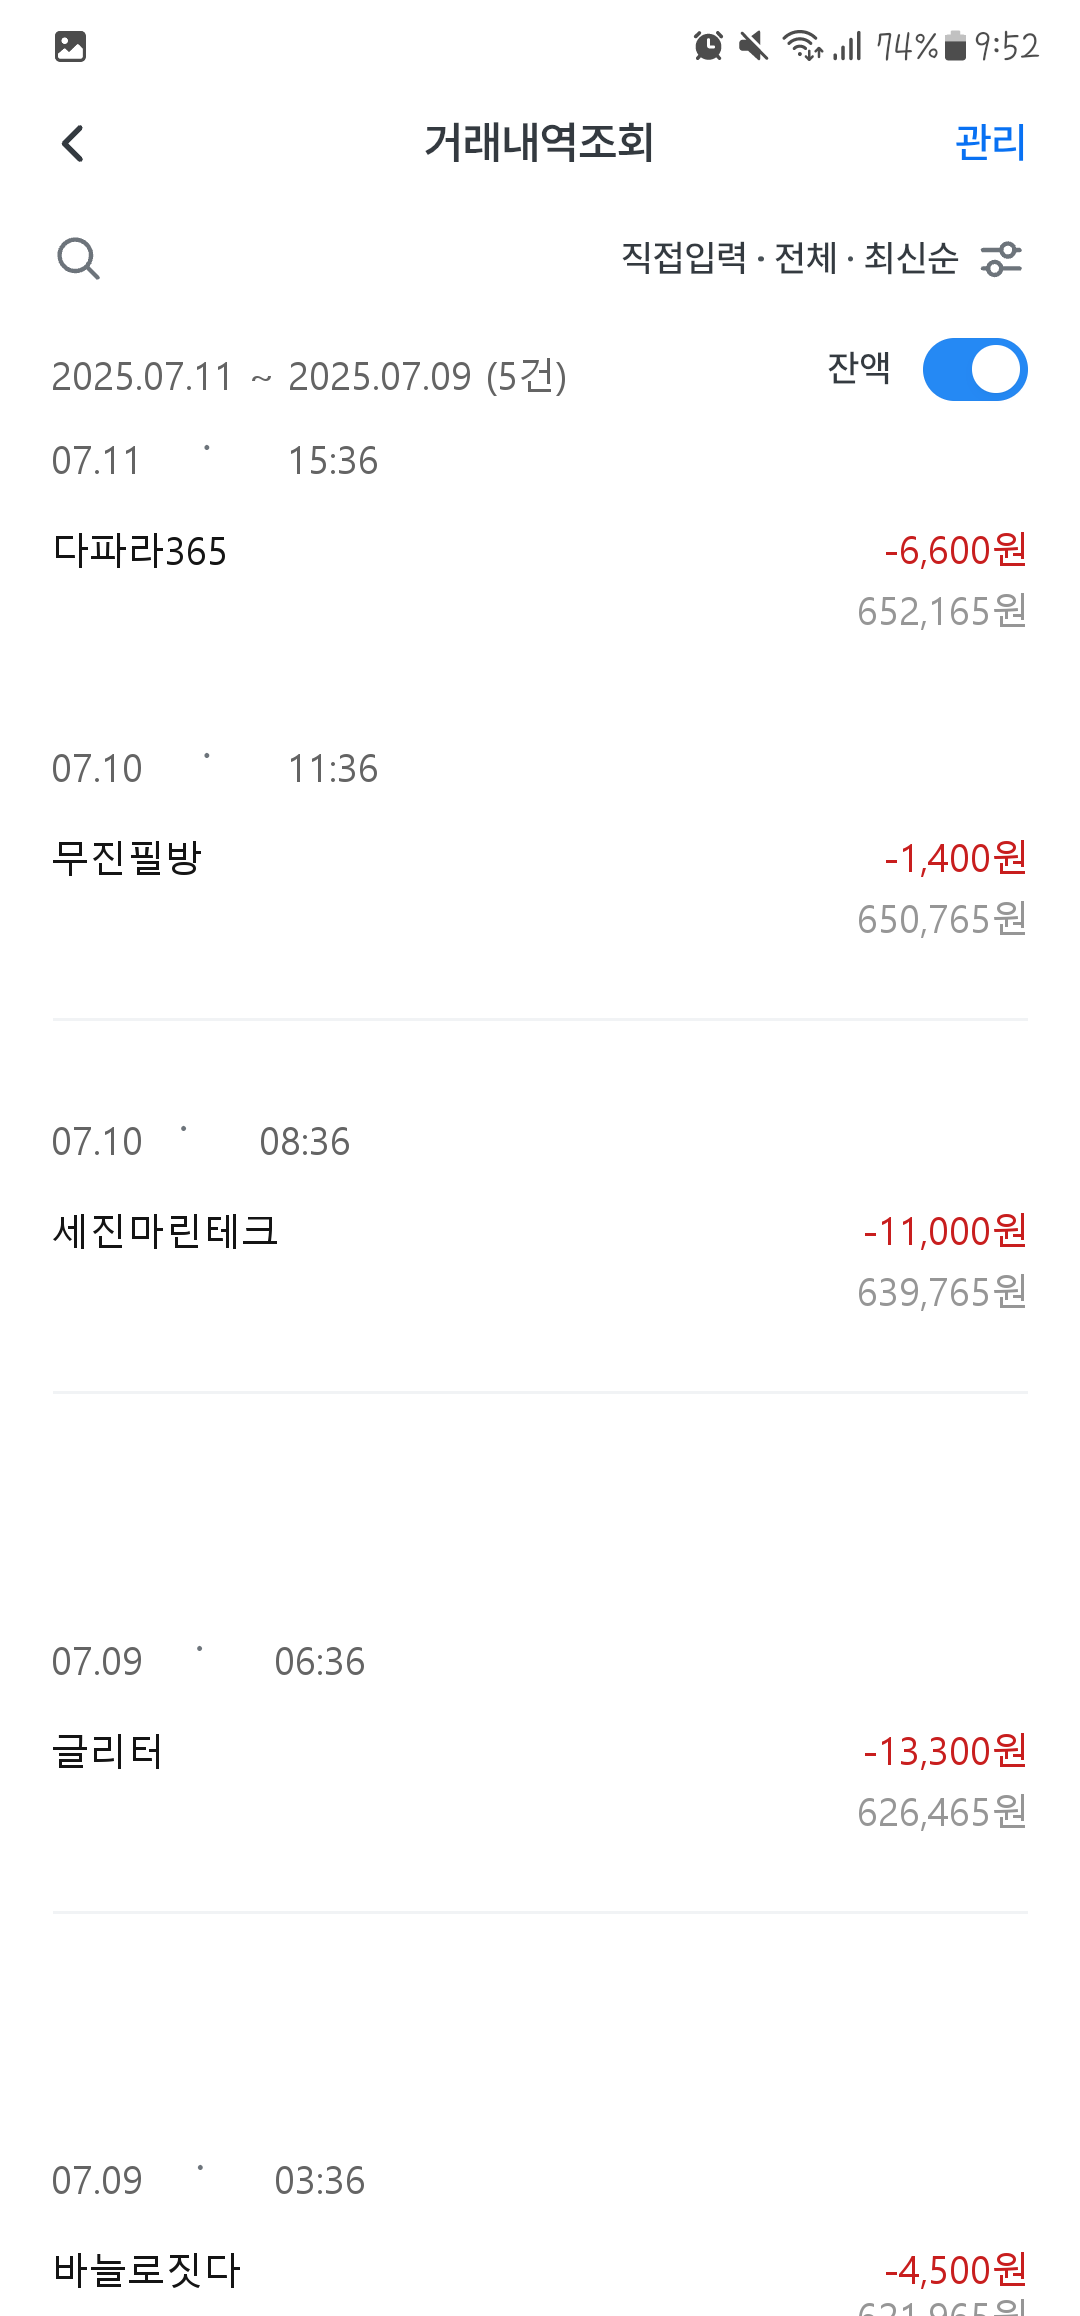 74% 9:52
거래내역조회 관리
직접입력 · 전체 · 최신순
2025.07.11 ~ 2025.07.09 (5건) 잔액
07.11 · 15:36
다파라365 -6,600원
652,165원
07.10 · 11:36
무진필방 -1,400원
650,765원
07.10 · 08:36
세진마린테크 -11,000원
639,765원
07.09 · 06:36
글리터 -13,300원
626,465원
07.09 · 03:36
바늘로짓다 -4,500원
621,965원